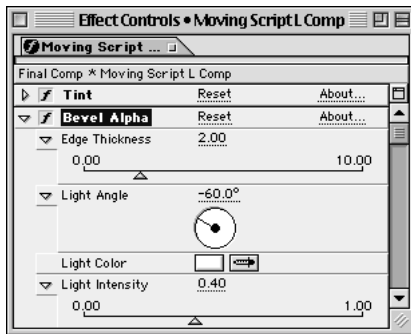 Effect Controls • Moving Script L Comp
Moving Script ...
Final Comp * Moving Script L Comp
f Tint Reset About...
f Bevel Alpha Reset About...
Edge Thickness 2.00
0.00 10.00
Light Angle -60.0°
Light Color
Light Intensity 0.40
0.00 1.00